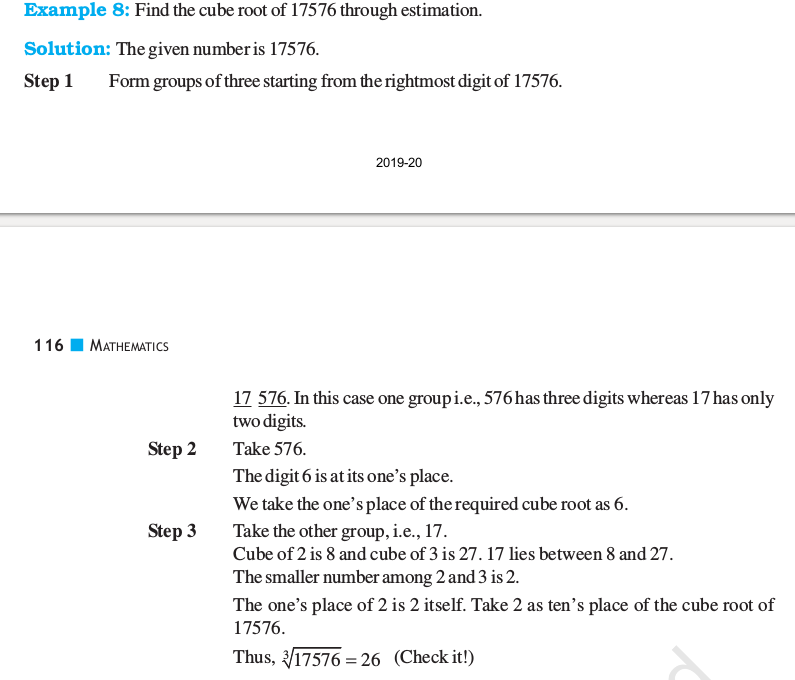 Example 8: Find the cube root of 17576 through estimation.
Solution: The given number is 17576.
Step 1 Form groups of three starting from the rightmost digit of 17576.
2019-20
116 ■ MATHEMATICS
17 576. In this case one group i.e., 576 has three digits whereas 17 has only
two digits.
Step 2 Take 576.
The digit 6 is at its one’s place.
We take the one’s place of the required cube root as 6.
Step 3 Take the other group, i.e., 17.
Cube of 2 is 8 and cube of 3 is 27. 17 lies between 8 and 27.
The smaller number among 2 and 3 is 2.
The one’s place of 2 is 2 itself. Take 2 as ten’s place of the cube root of
17576.
Thus, ∛17576 = 26 (Check it!)